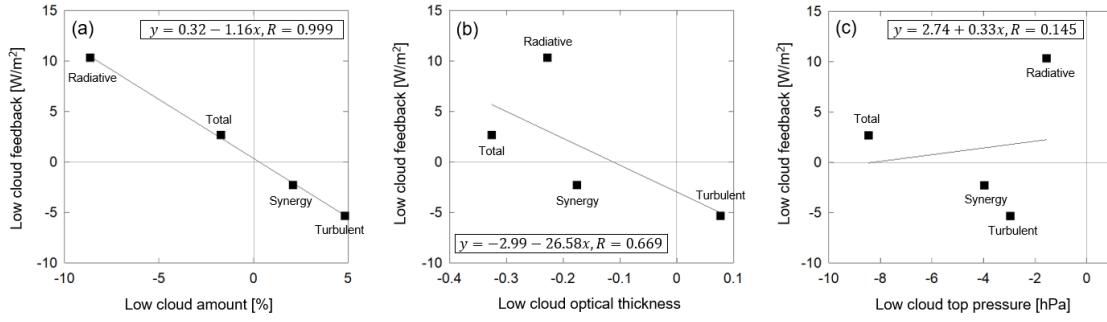 (a)
y = 0.32 − 1.16x, R = 0.999
15
10
5
0
-5
-10
Low cloud feedback [W/m²]
Radiative
Total
Synergy
Turbulent
-10
-5
0
5
Low cloud amount [%]
(b)
15
10
5
0
-5
-10
Low cloud feedback [W/m²]
Radiative
Total
Synergy
Turbulent
y = −2.99 − 26.58x, R = 0.669
-0.4
-0.3
-0.2
-0.1
0
0.1
Low cloud optical thickness
(c)
y = 2.74 + 0.33x, R = 0.145
15
10
5
0
-5
-10
Low cloud feedback [W/m²]
Radiative
Total
Synergy
Turbulent
-10
-8
-6
-4
-2
0
Low cloud top pressure [hPa]